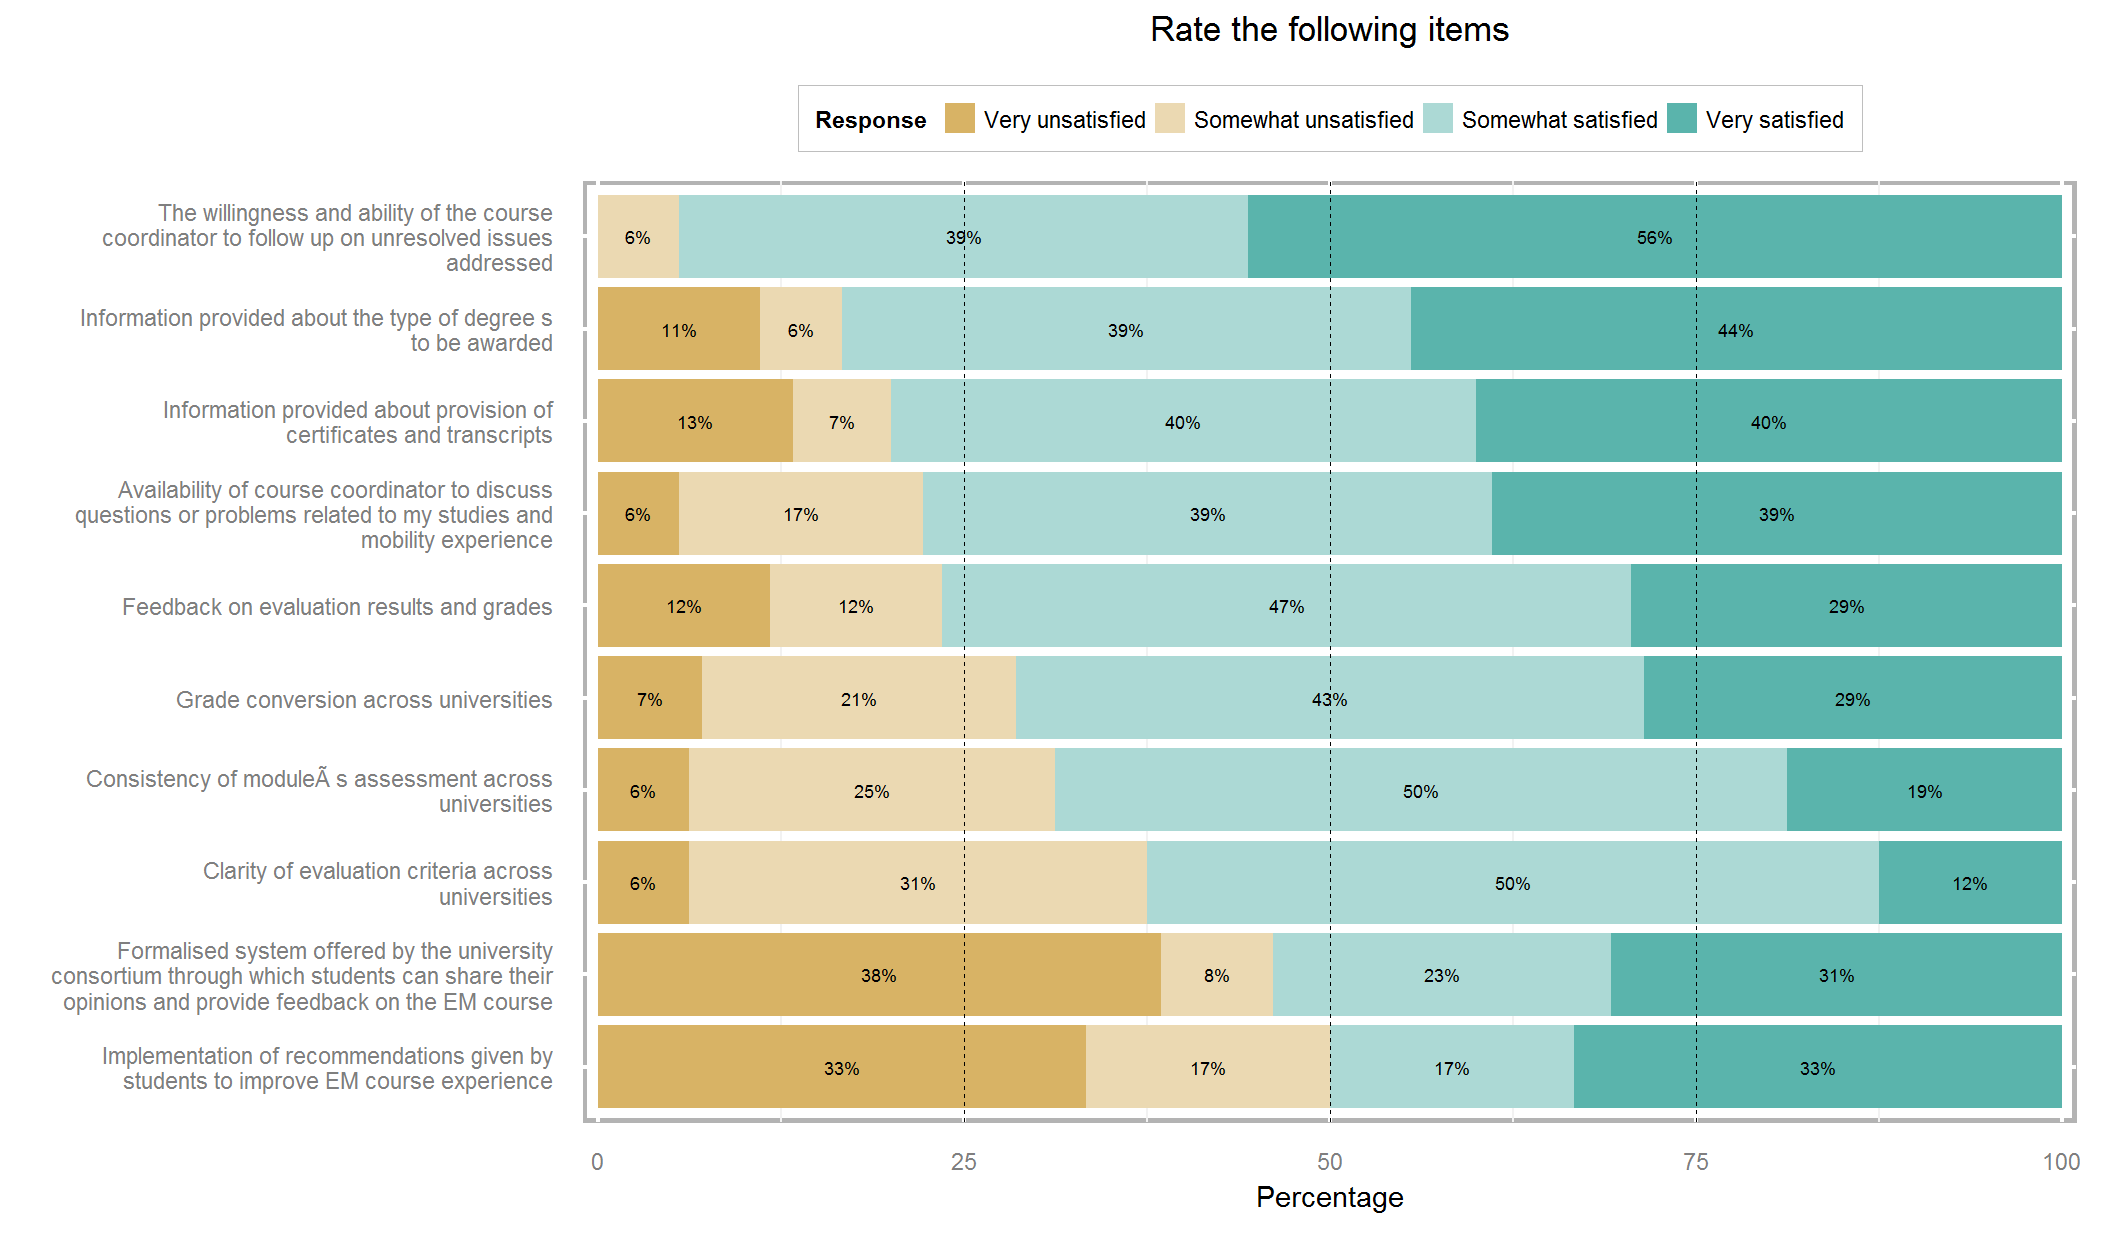 Rate the following items
Response Very unsatisfied Somewhat unsatisfied Somewhat satisfied Very satisfied
The willingness and ability of the course
coordinator to follow up on unresolved issues
addressed
6% 39% 56%
Information provided about the type of degree s
to be awarded
11% 6% 39% 44%
Information provided about provision of
certificates and transcripts
13% 7% 40% 40%
Availability of course coordinator to discuss
questions or problems related to my studies and
mobility experience
6% 17% 39% 39%
Feedback on evaluation results and grades
12% 12% 47% 29%
Grade conversion across universities
7% 21% 43% 29%
Consistency of moduleÃ s assessment across
universities
6% 25% 50% 19%
Clarity of evaluation criteria across
universities
6% 31% 50% 12%
Formalised system offered by the university
consortium through which students can share their
opinions and provide feedback on the EM course
38% 8% 23% 31%
Implementation of recommendations given by
students to improve EM course experience
33% 17% 17% 33%
0 25 50 75 100
Percentage